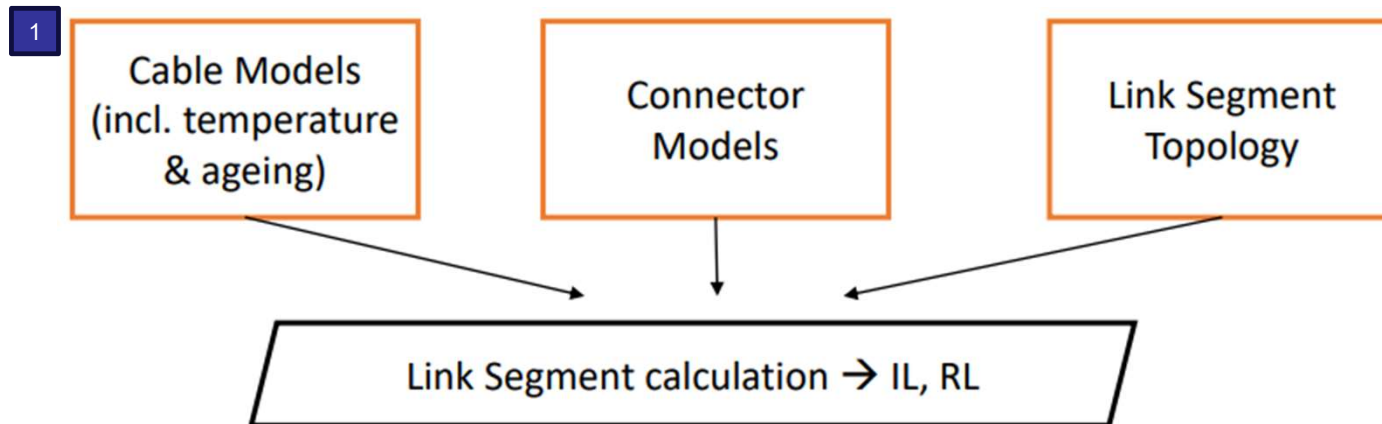 1
Cable Models
(incl. temperature
& ageing)
Connector
Models
Link Segment
Topology
Link Segment calculation → IL, RL